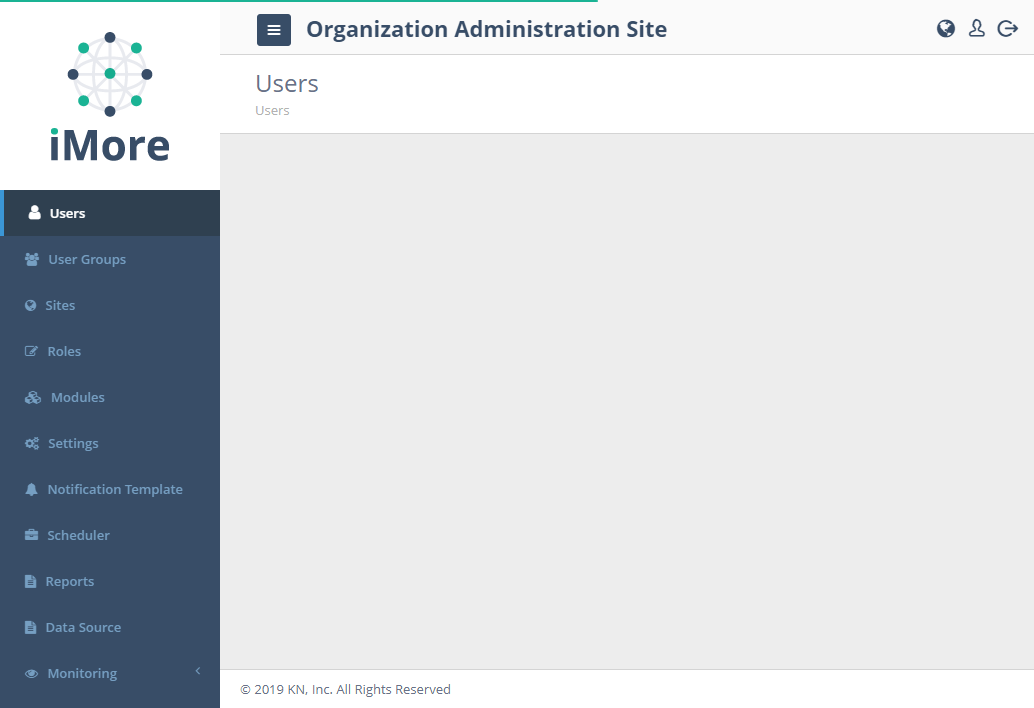 iMore
Users
User Groups
Sites
Roles
Modules
Settings
Notification Template
Scheduler
Reports
Data Source
Monitoring
Organization Administration Site
Users
Users
© 2019 KN, Inc. All Rights Reserved